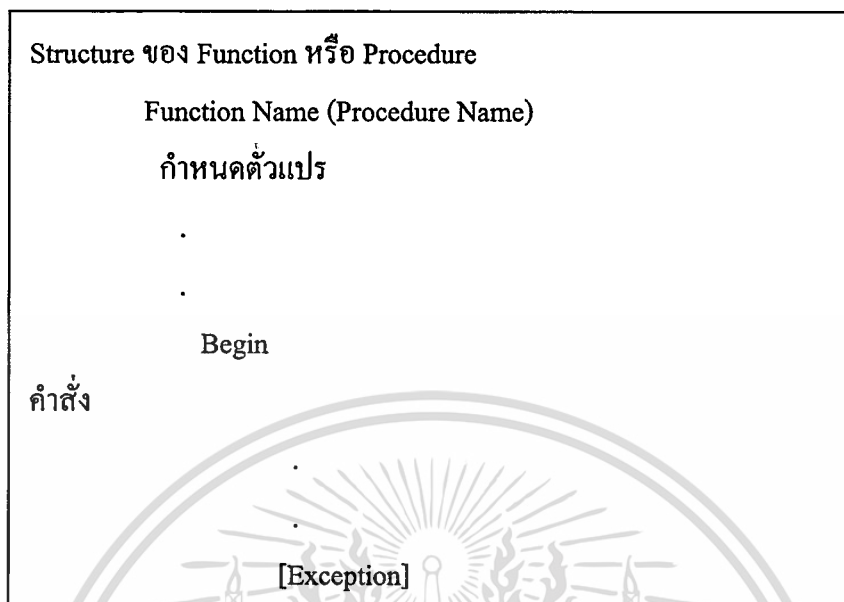 Structure ของ Function หรือ Procedure
Function Name (Procedure Name)
กำหนดตัวแปร
.
.
Begin
คำสั่ง
.
.
[Exception]